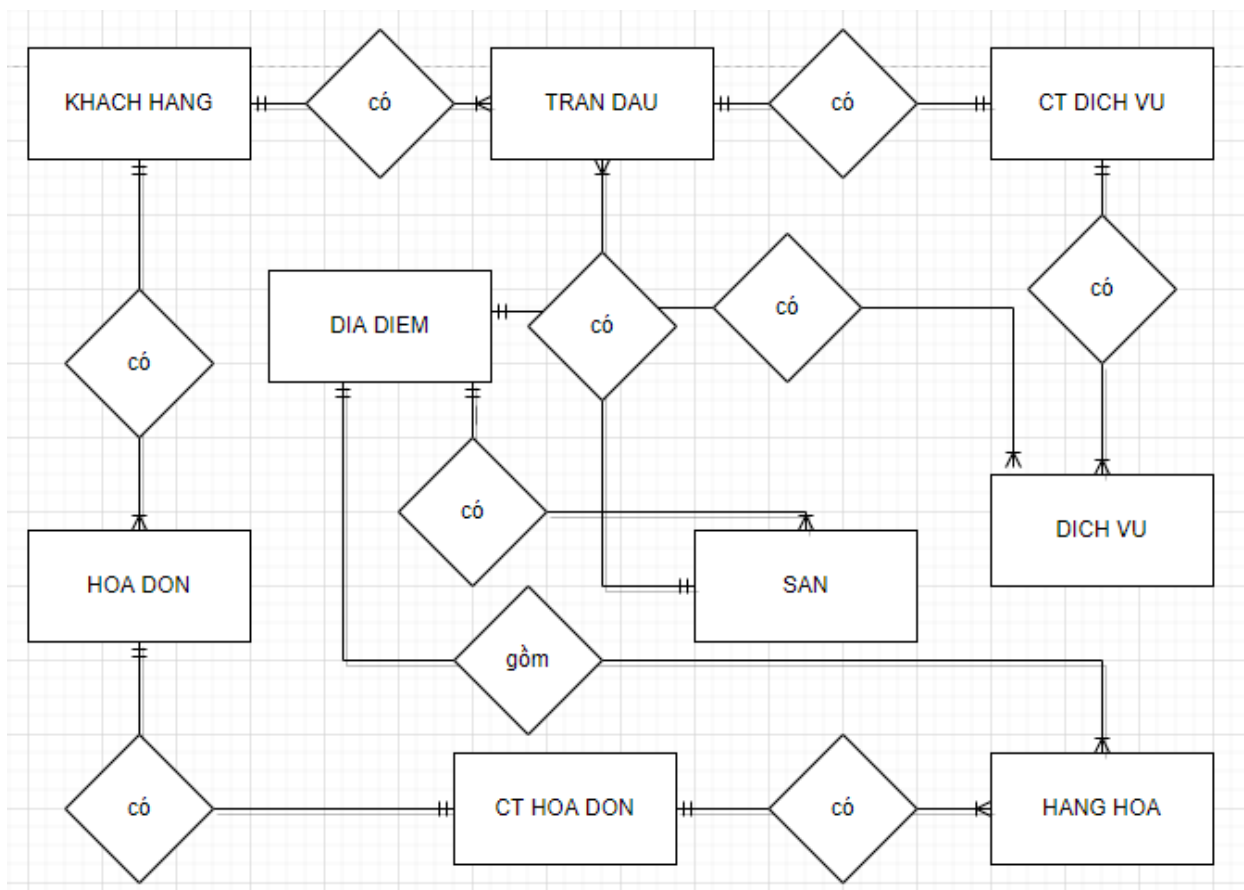 KHACH HANG
có
TRAN DAU
có
CT DICH VU
DIA DIEM
có
có
có
có
có
HOA DON
SAN
DICH VU
gồm
có
CT HOA DON
có
HANG HOA